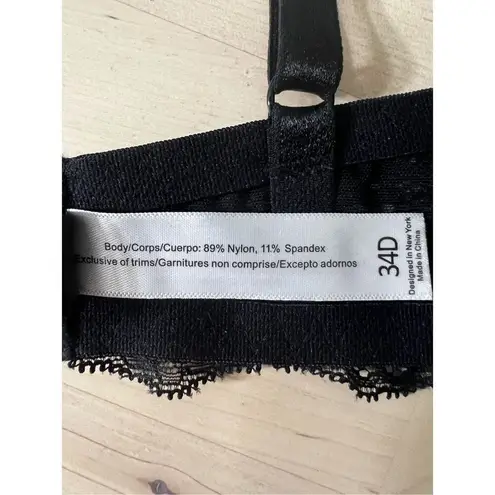 Body/Corps/Cuerpo: 89% Nylon, 11% Spandex
Exclusive of trims/Garnitures non comprise/Excepto adornos
34D
Designed in New York
Made in China